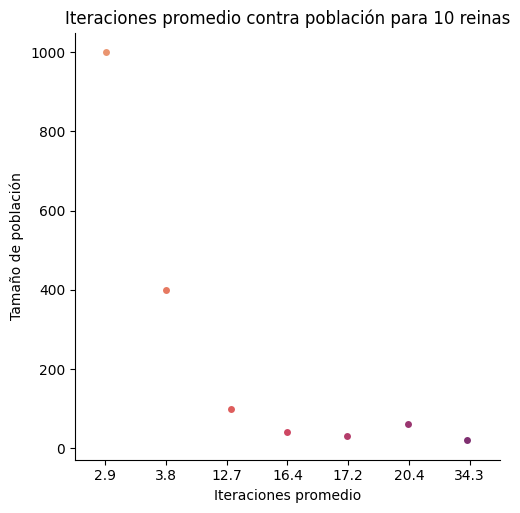 Iteraciones promedio contra población para 10 reinas
1000
800
600
400
200
0
Tamaño de población
2.9 3.8 12.7 16.4 17.2 20.4 34.3
Iteraciones promedio